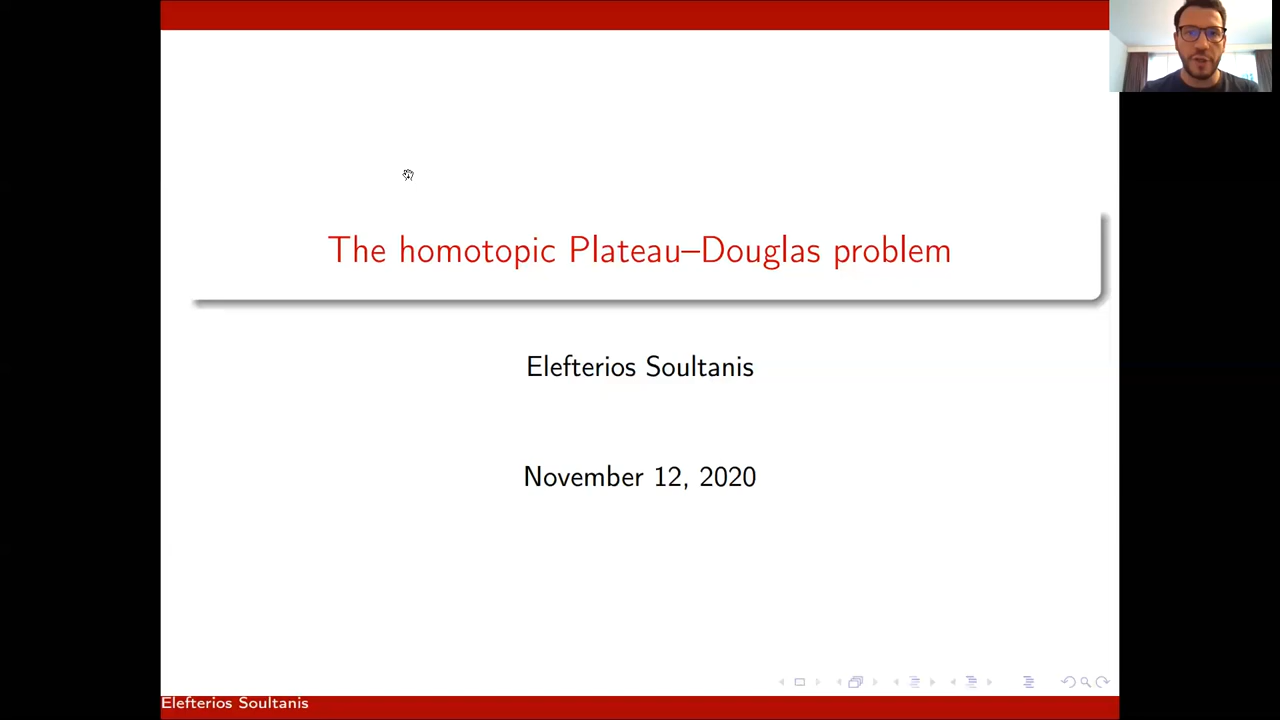 The homotopic Plateau–Douglas problem
Elefterios Soultanis
November 12, 2020
Elefterios Soultanis